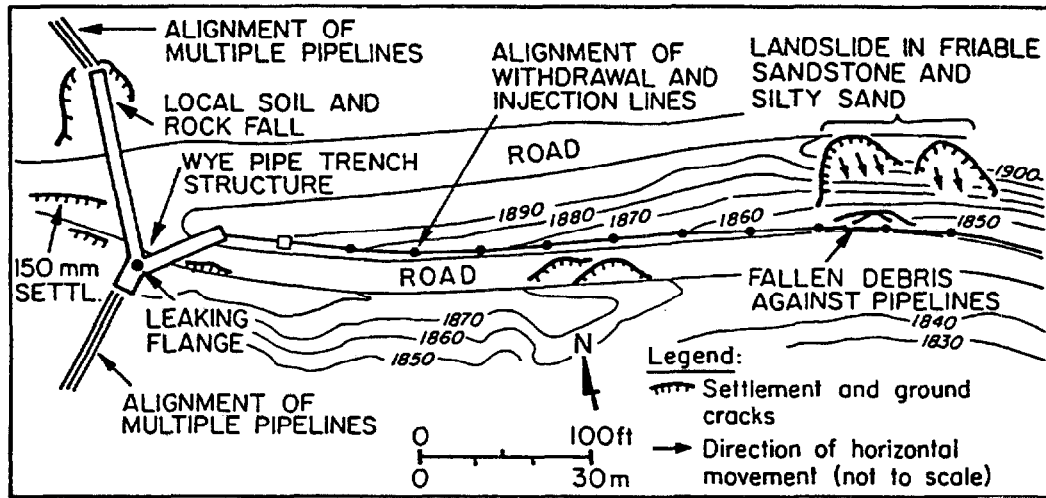 ALIGNMENT OF
MULTIPLE PIPELINES
LOCAL SOIL AND
ROCK FALL
WYE PIPE TRENCH
STRUCTURE
ALIGNMENT OF
WITHDRAWAL AND
INJECTION LINES
LANDSLIDE IN FRIABLE
SANDSTONE AND
SILTY SAND
ROAD
1900
1890
1880
1870
1860
1850
150 mm
SETTL.
ROAD
LEAKING
FLANGE
1870
1860
1850
FALLEN DEBRIS
AGAINST PIPELINES
1840
1830
ALIGNMENT OF
MULTIPLE PIPELINES
N
0 100ft
0 30m
Legend:
Settlement and ground
cracks
Direction of horizontal
movement (not to scale)